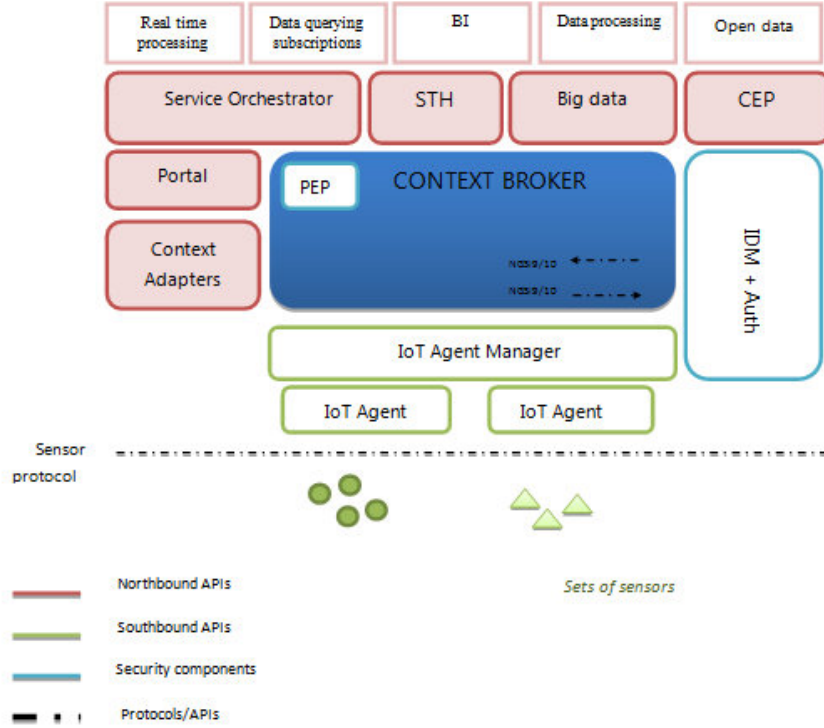 Real time
processing
Data querying
subscriptions
BI
Data processing
Open data
Service Orchestrator
STH
Big data
CEP
Portal
PEP
CONTEXT BROKER
IDM + Auth
Context
Adapters
NGS9/10
NGS9/10
IoT Agent Manager
IoT Agent
IoT Agent
Sensor
protocol
Northbound APIs
Sets of sensors
Southbound APIs
Security components
Protocols/APIs